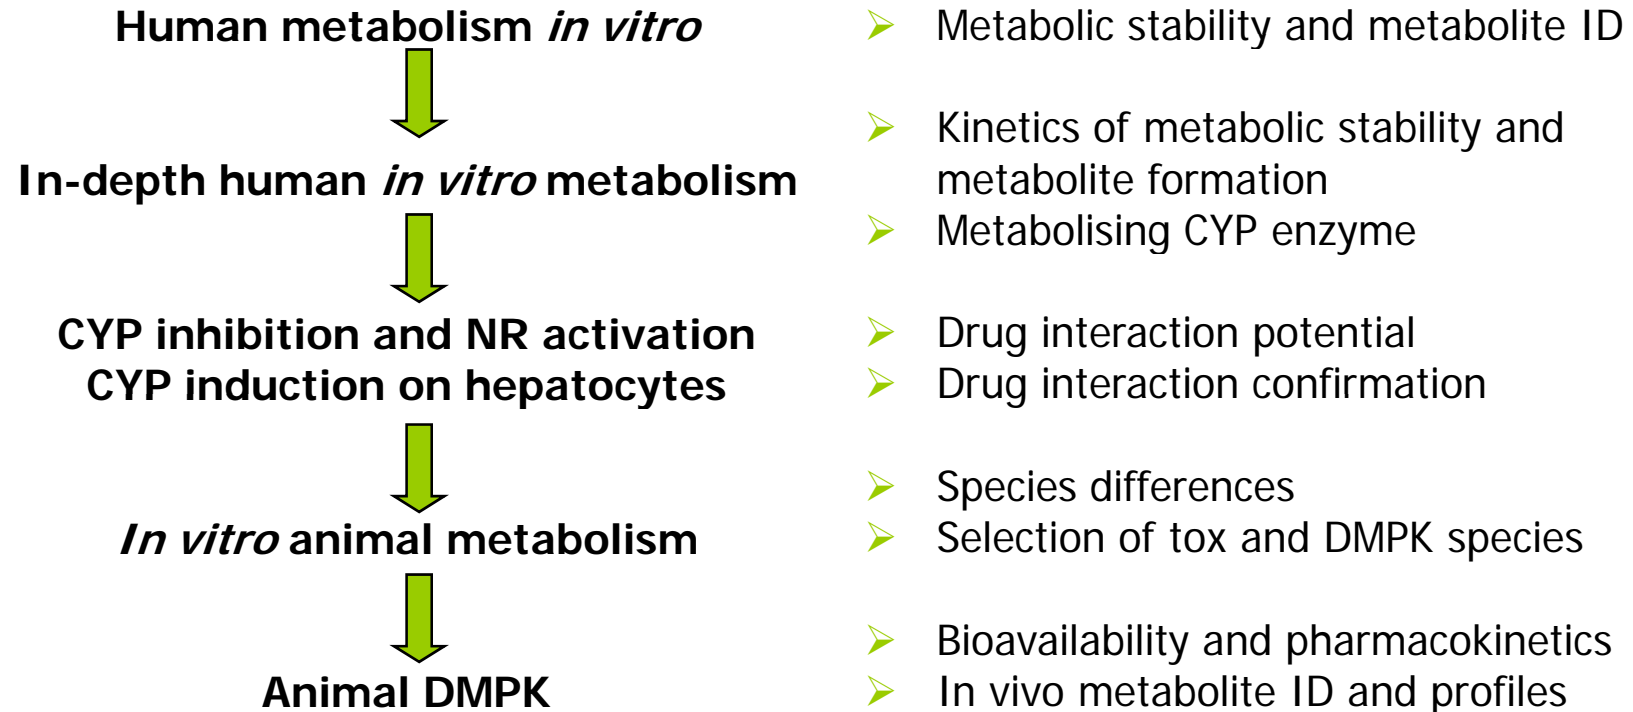 Human metabolism in vitro
Metabolic stability and metabolite ID
In-depth human in vitro metabolism
Kinetics of metabolic stability and
metabolite formation
Metabolising CYP enzyme
CYP inhibition and NR activation
CYP induction on hepatocytes
Drug interaction potential
Drug interaction confirmation
In vitro animal metabolism
Species differences
Selection of tox and DMPK species
Animal DMPK
Bioavailability and pharmacokinetics
In vivo metabolite ID and profiles